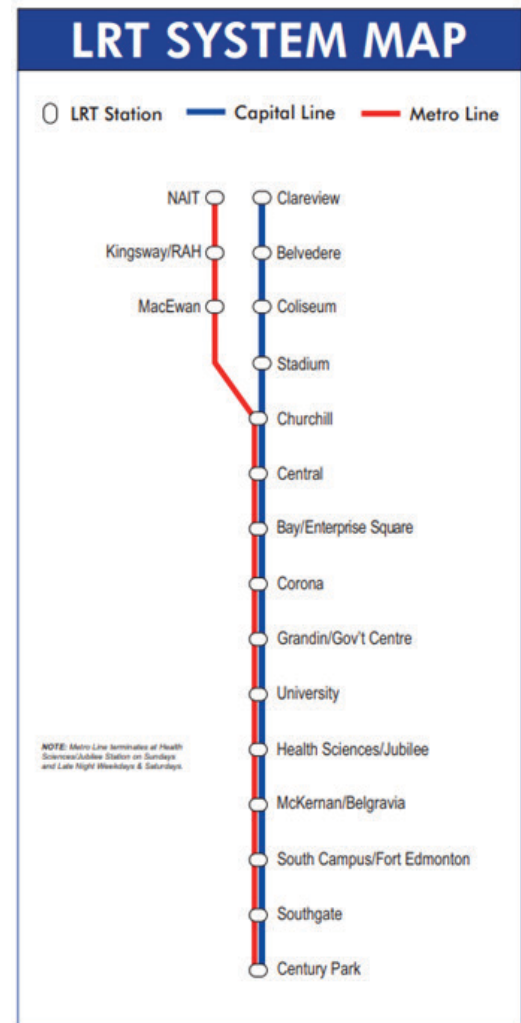 LRT SYSTEM MAP
LRT Station Capital Line Metro Line
NAIT Clareview
Kingsway/RAH Belvedere
MacEwan Coliseum
Stadium
Churchill
Central
Bay/Enterprise Square
Corona
Grandin/Gov't Centre
University
Health Sciences/Jubilee
NOTE: Metro Line terminates at Health
Sciences/Jubilee Station on Sundays
and Late Night Weekdays & Saturdays.
McKernan/Belgravia
South Campus/Fort Edmonton
Southgate
Century Park